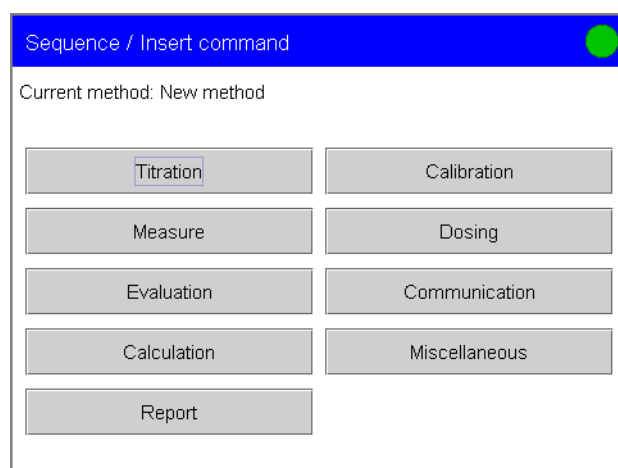 Sequence / Insert command
Current method: New method
Titration
Calibration
Measure
Dosing
Evaluation
Communication
Calculation
Miscellaneous
Report